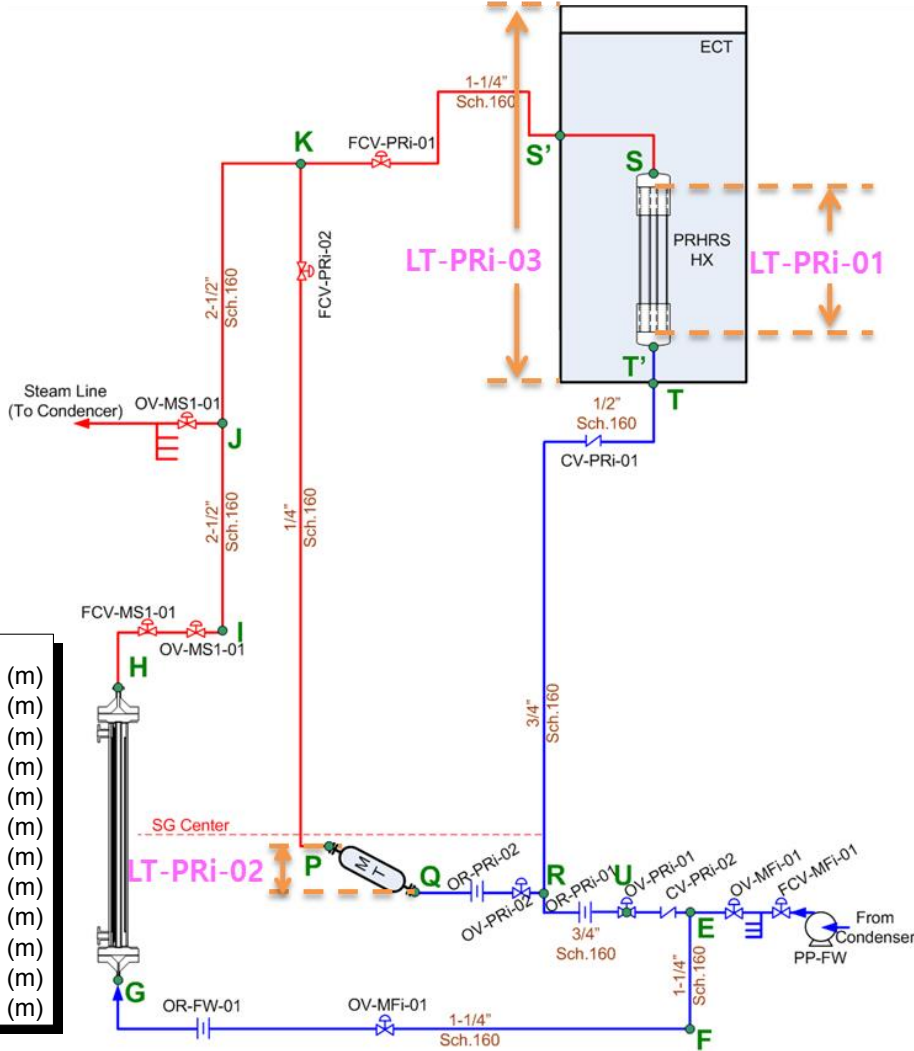 ECT
1-1/4"
Sch.160
K
FCV-PRi-01
S'
S
LT-PRi-03
PRHRS
HX
LT-PRi-01
FCV-PRi-02
2-1/2"
Sch.160
T'
T
Steam Line
(To Condencer)
OV-MS1-01
J
1/2"
Sch.160
CV-PRi-01
2-1/2"
Sch.160
1/4"
Sch.160
FCV-MS1-01
I
OV-MS1-01
H
(m)
(m)
(m)
(m)
(m)
(m)
(m)
(m)
(m)
(m)
(m)
(m)
3/4"
Sch.160
SG Center
P
LT-PRi-02
MT
Q
OR-PRi-02
OV-PRi-02
R
OR-PRi-01
U
OV-PRi-01
CV-PRi-02
OV-MFi-01
FCV-MFi-01
E
3/4"
Sch.160
PP-FW
From
Condenser
1-1/4"
Sch.160
G
OR-FW-01
OV-MFi-01
1-1/4"
Sch.160
F